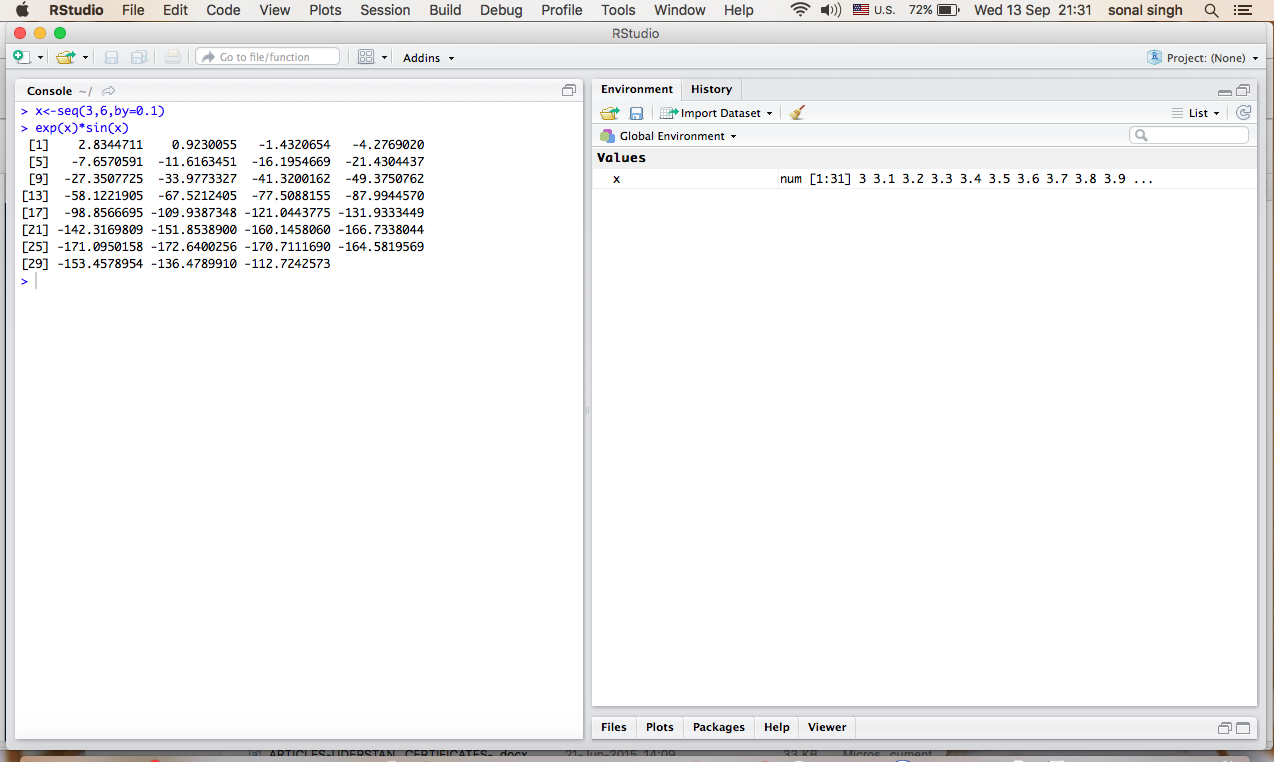 RStudio File Edit Code View Plots Session Build Debug Profile Tools Window Help U.S. 72% Wed 13 Sep 21:31 sonal singh
RStudio
Go to file/function Addins Project: (None)
Console ~/
> x<-seq(3,6,by=0.1)
> exp(x)*sin(x)
[1] 2.8344711 0.9230055 -1.4320654 -4.2769020
[5] -7.6570591 -11.6163451 -16.1954669 -21.4304437
[9] -27.3507725 -33.9773327 -41.3200162 -49.3750762
[13] -58.1221905 -67.5212405 -77.5088155 -87.9944570
[17] -98.8566695 -109.9387348 -121.0443775 -131.9333449
[21] -142.3169809 -151.8538900 -160.1458060 -166.7338044
[25] -171.0950158 -172.6400256 -170.7111690 -164.5819569
[29] -153.4578954 -136.4789910 -112.7242573
>
Environment History
Import Dataset List
Global Environment
Values
x num [1:31] 3 3.1 3.2 3.3 3.4 3.5 3.6 3.7 3.8 3.9 ...
Files Plots Packages Help Viewer
21-Jun-2015 14:09 33 KB